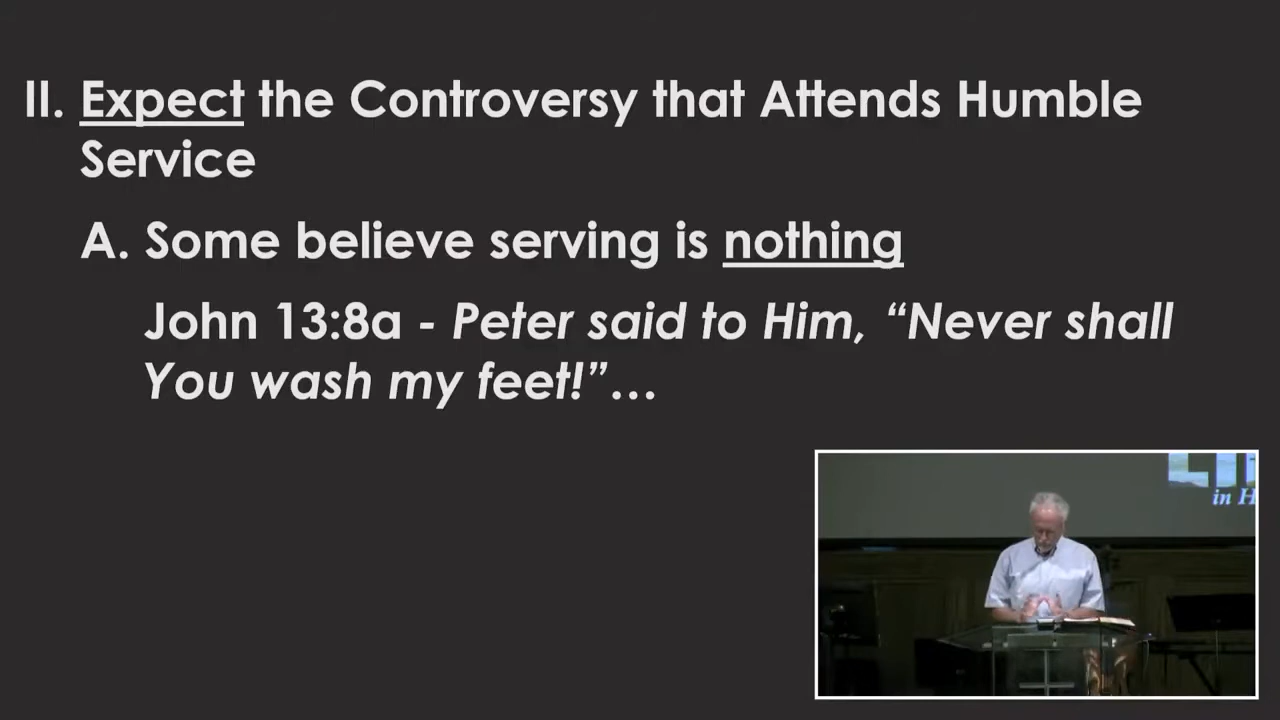 II. Expect the Controversy that Attends Humble
Service
A. Some believe serving is nothing
John 13:8a - Peter said to Him, “Never shall
You wash my feet!”...
in H